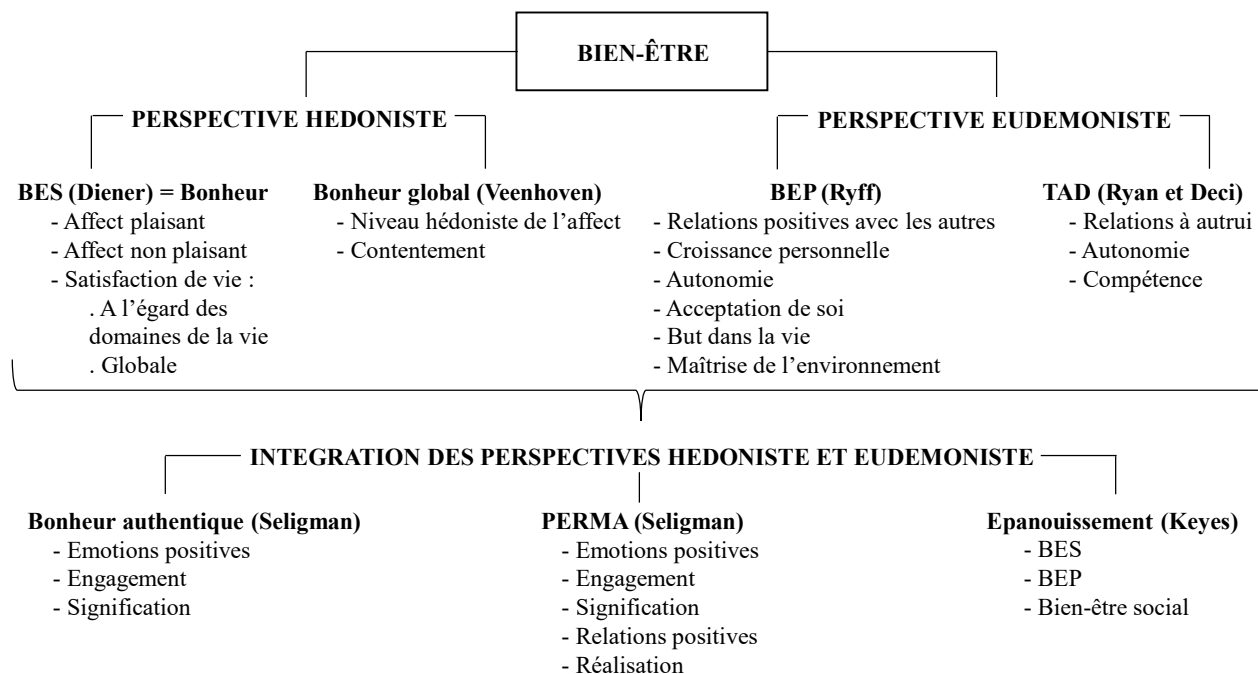 BIEN-ÊTRE
PERSPECTIVE HEDONISTE
PERSPECTIVE EUDEMONISTE
BES (Diener) = Bonheur
- Affect plaisant
- Affect non plaisant
- Satisfaction de vie :
. A l’égard des
domaines de la vie
. Globale
Bonheur global (Veenhoven)
- Niveau hédoniste de l’affect
- Contentement
BEP (Ryff)
- Relations positives avec les autres
- Croissance personnelle
- Autonomie
- Acceptation de soi
- But dans la vie
- Maîtrise de l’environnement
TAD (Ryan et Deci)
- Relations à autrui
- Autonomie
- Compétence
INTEGRATION DES PERSPECTIVES HEDONISTE ET EUDEMONISTE
Bonheur authentique (Seligman)
- Emotions positives
- Engagement
- Signification
PERMA (Seligman)
- Emotions positives
- Engagement
- Signification
- Relations positives
- Réalisation
Epanouissement (Keyes)
- BES
- BEP
- Bien-être social